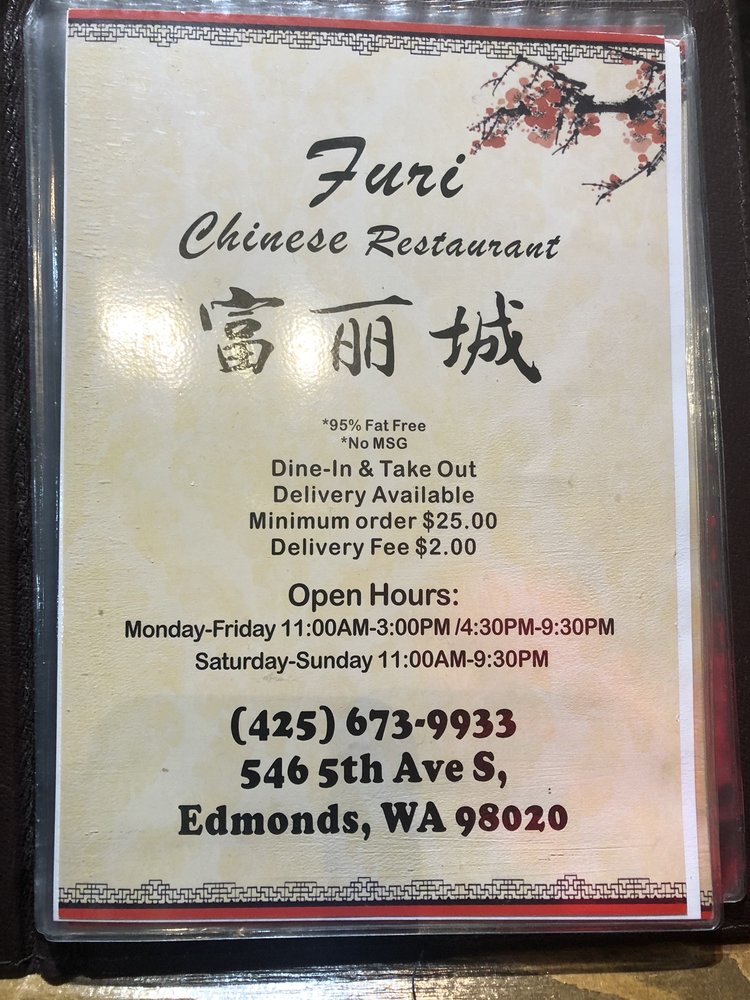 Furi
Chinese Restaurant
富丽城
*95% Fat Free
*No MSG
Dine-In & Take Out
Delivery Available
Minimum order $25.00
Delivery Fee $2.00
Open Hours:
Monday-Friday 11:00AM-3:00PM /4:30PM-9:30PM
Saturday-Sunday 11:00AM-9:30PM
(425) 673-9933
546 5th Ave S,
Edmonds, WA 98020